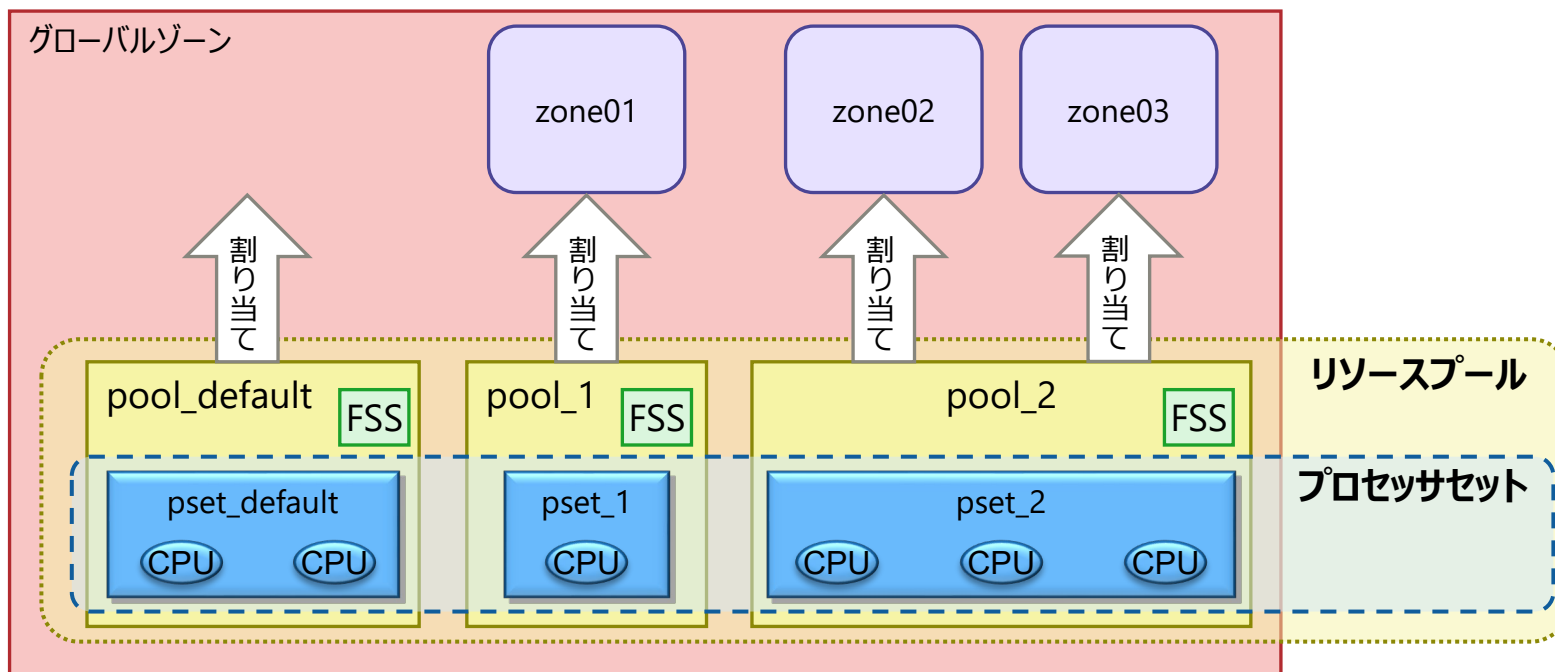 グローバルゾーン
zone01
zone02
zone03
割り当て
割り当て
割り当て
割り当て
リソースプール
pool_default
FSS
pool_1
FSS
pool_2
FSS
プロセッサセット
pset_default
CPU
CPU
pset_1
CPU
pset_2
CPU
CPU
CPU